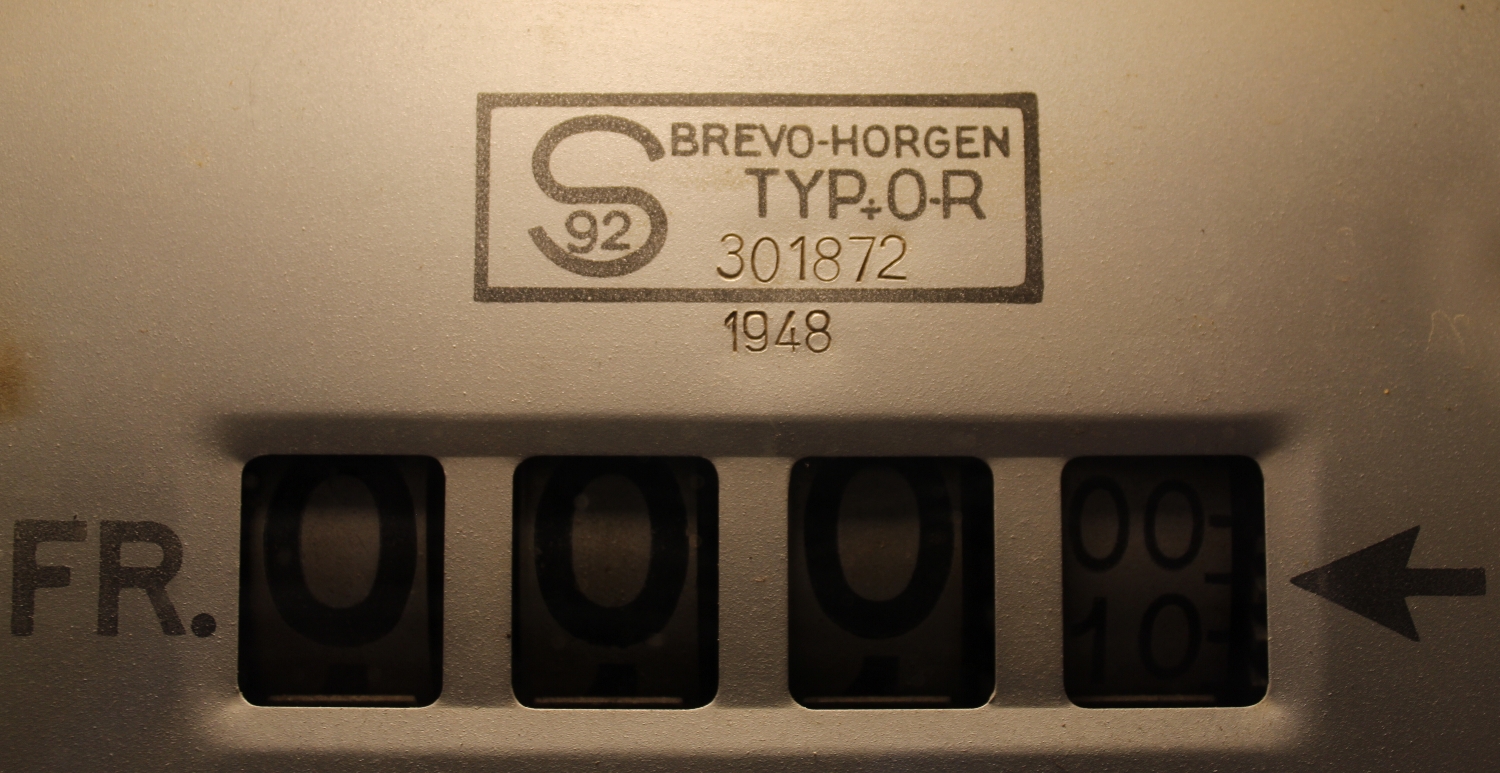 S 92
BREVO-HORGEN
TYP÷O-R
301872
1948
FR. 0 0 0 00
10